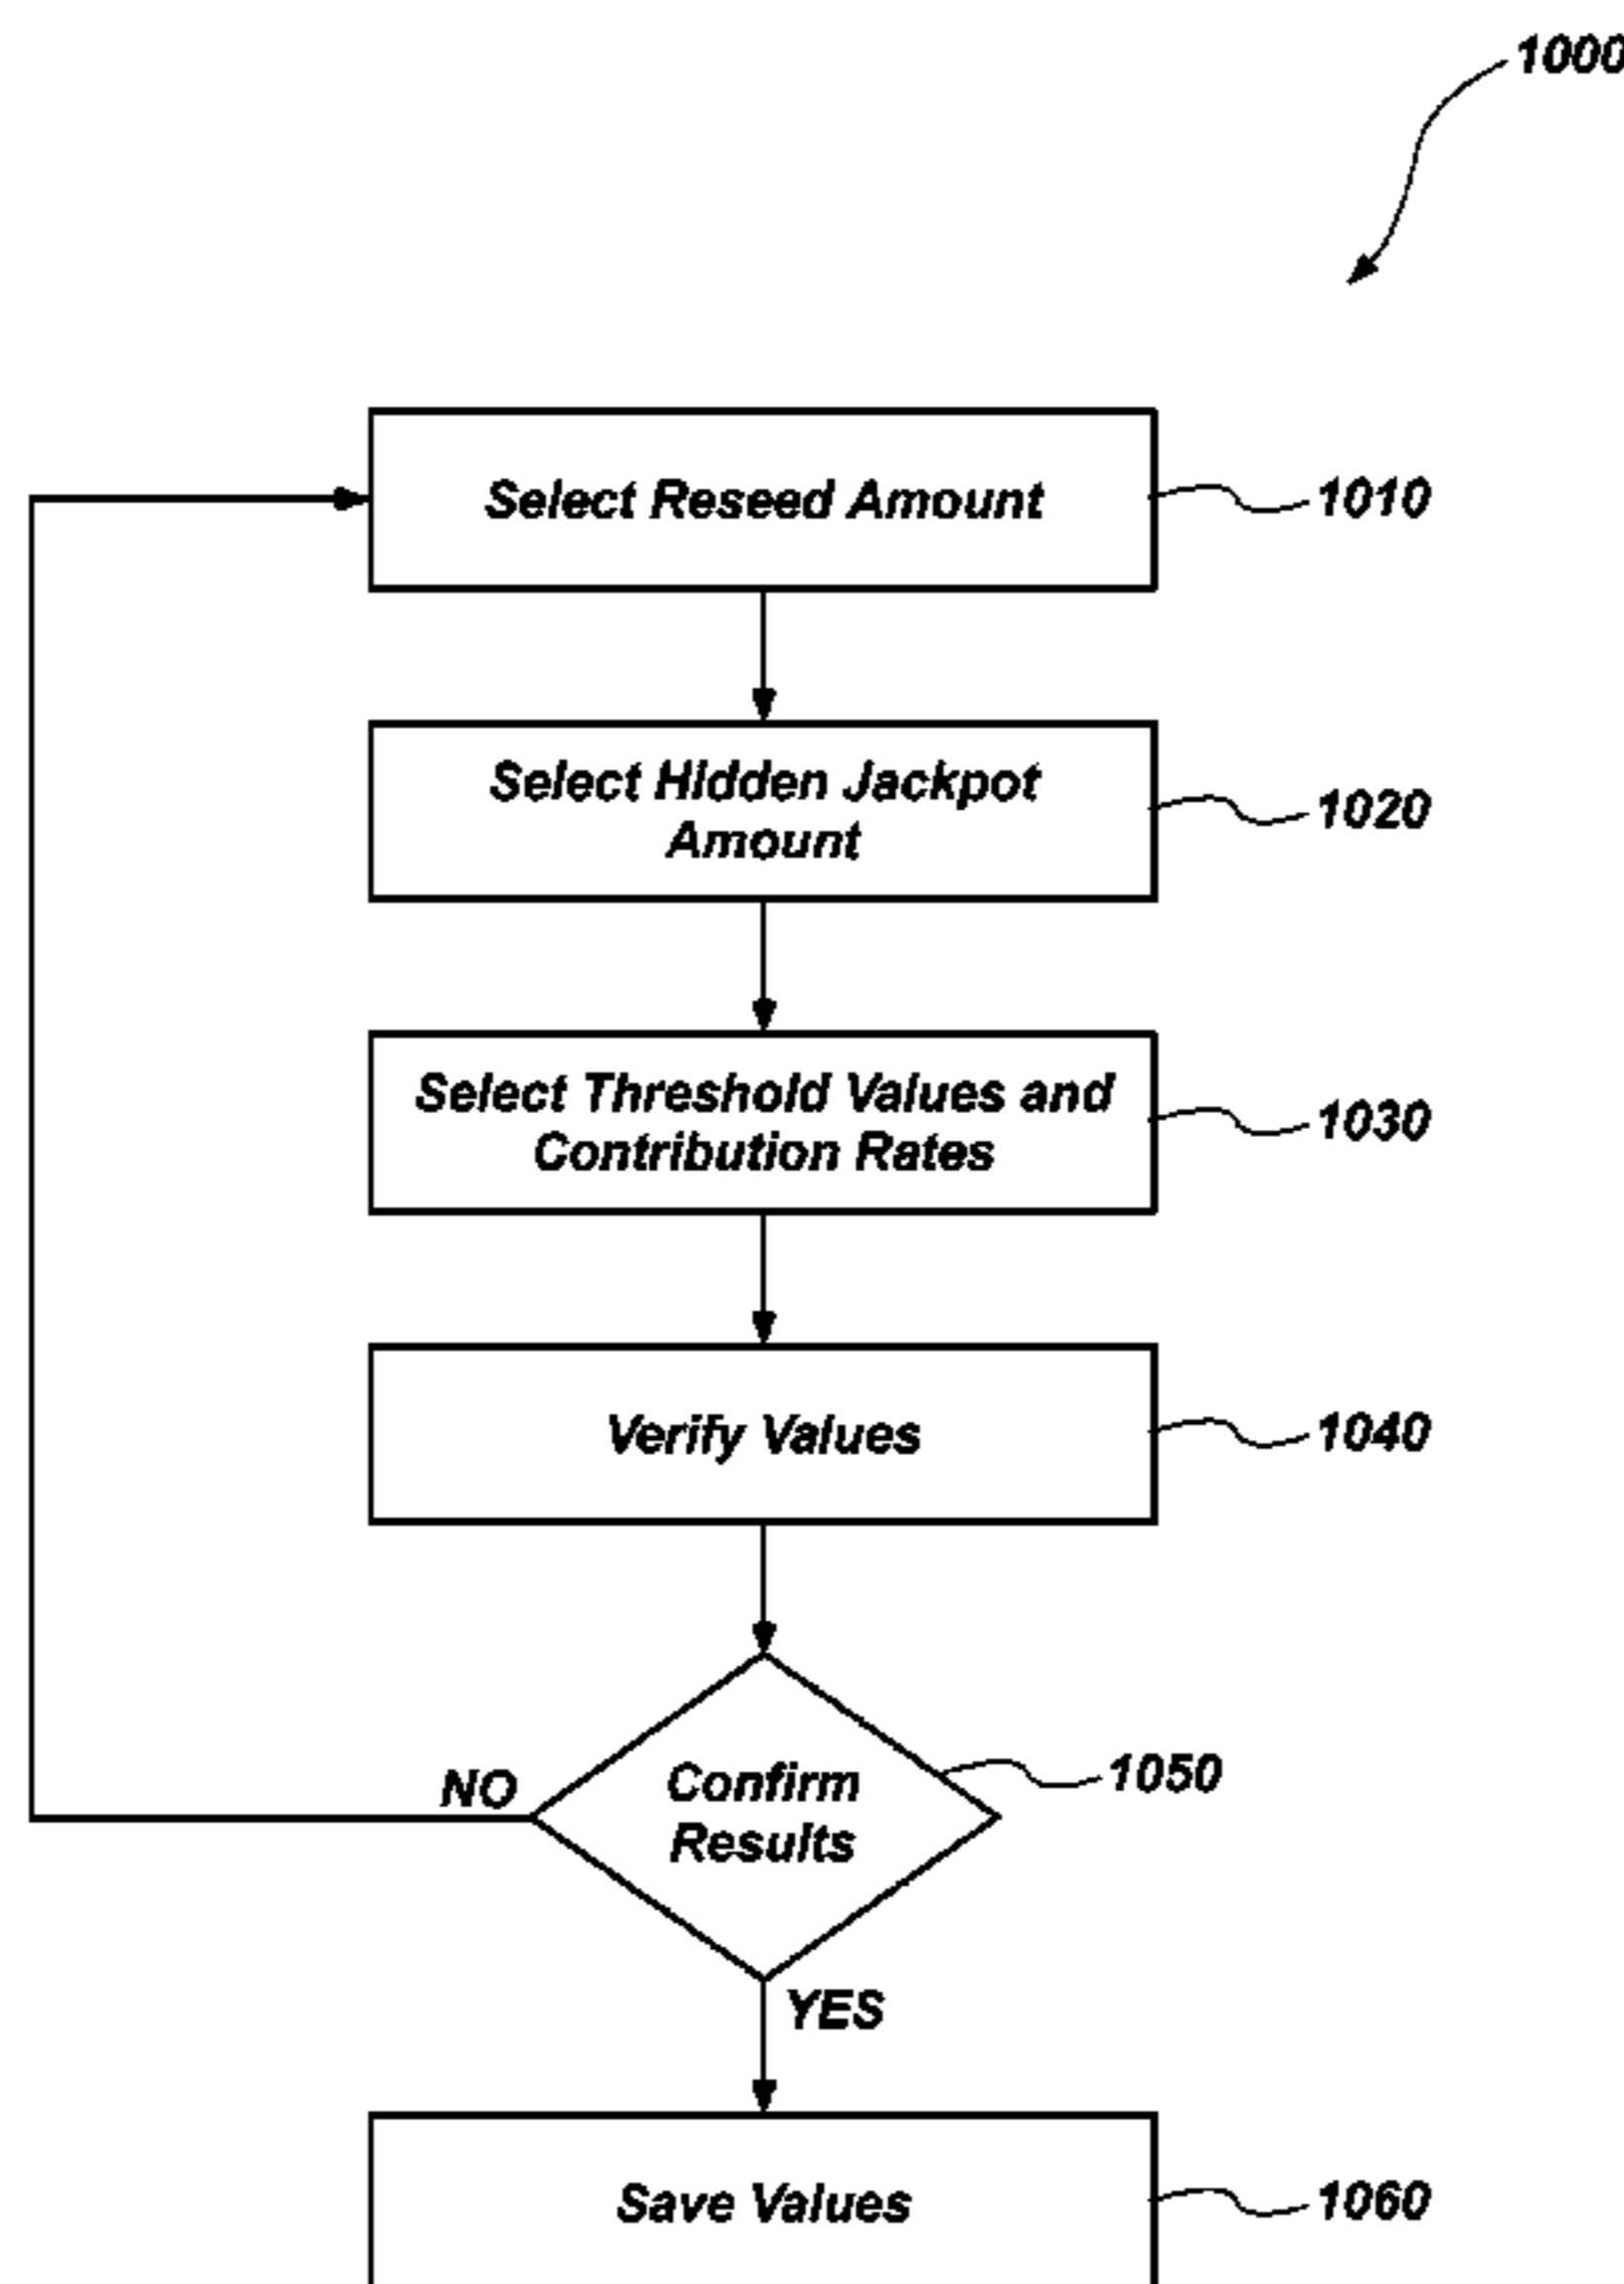 1000
Select Reseed Amount
1010
Select Hidden Jackpot
Amount
1020
Select Threshold Values and
Contribution Rates
1030
Verify Values
1040
NO
Confirm
Results
1050
YES
Save Values
1060